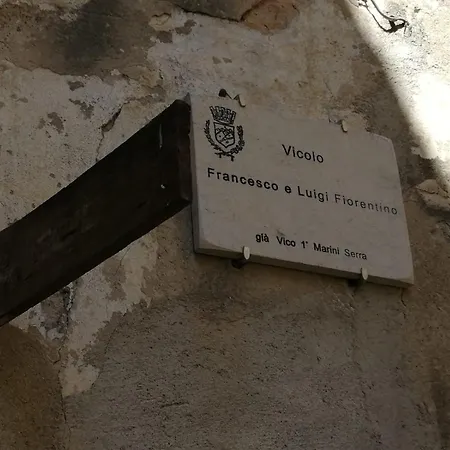 Vicolo
Francesco e Luigi Fiorentino
già Vico 1° Marini Serra